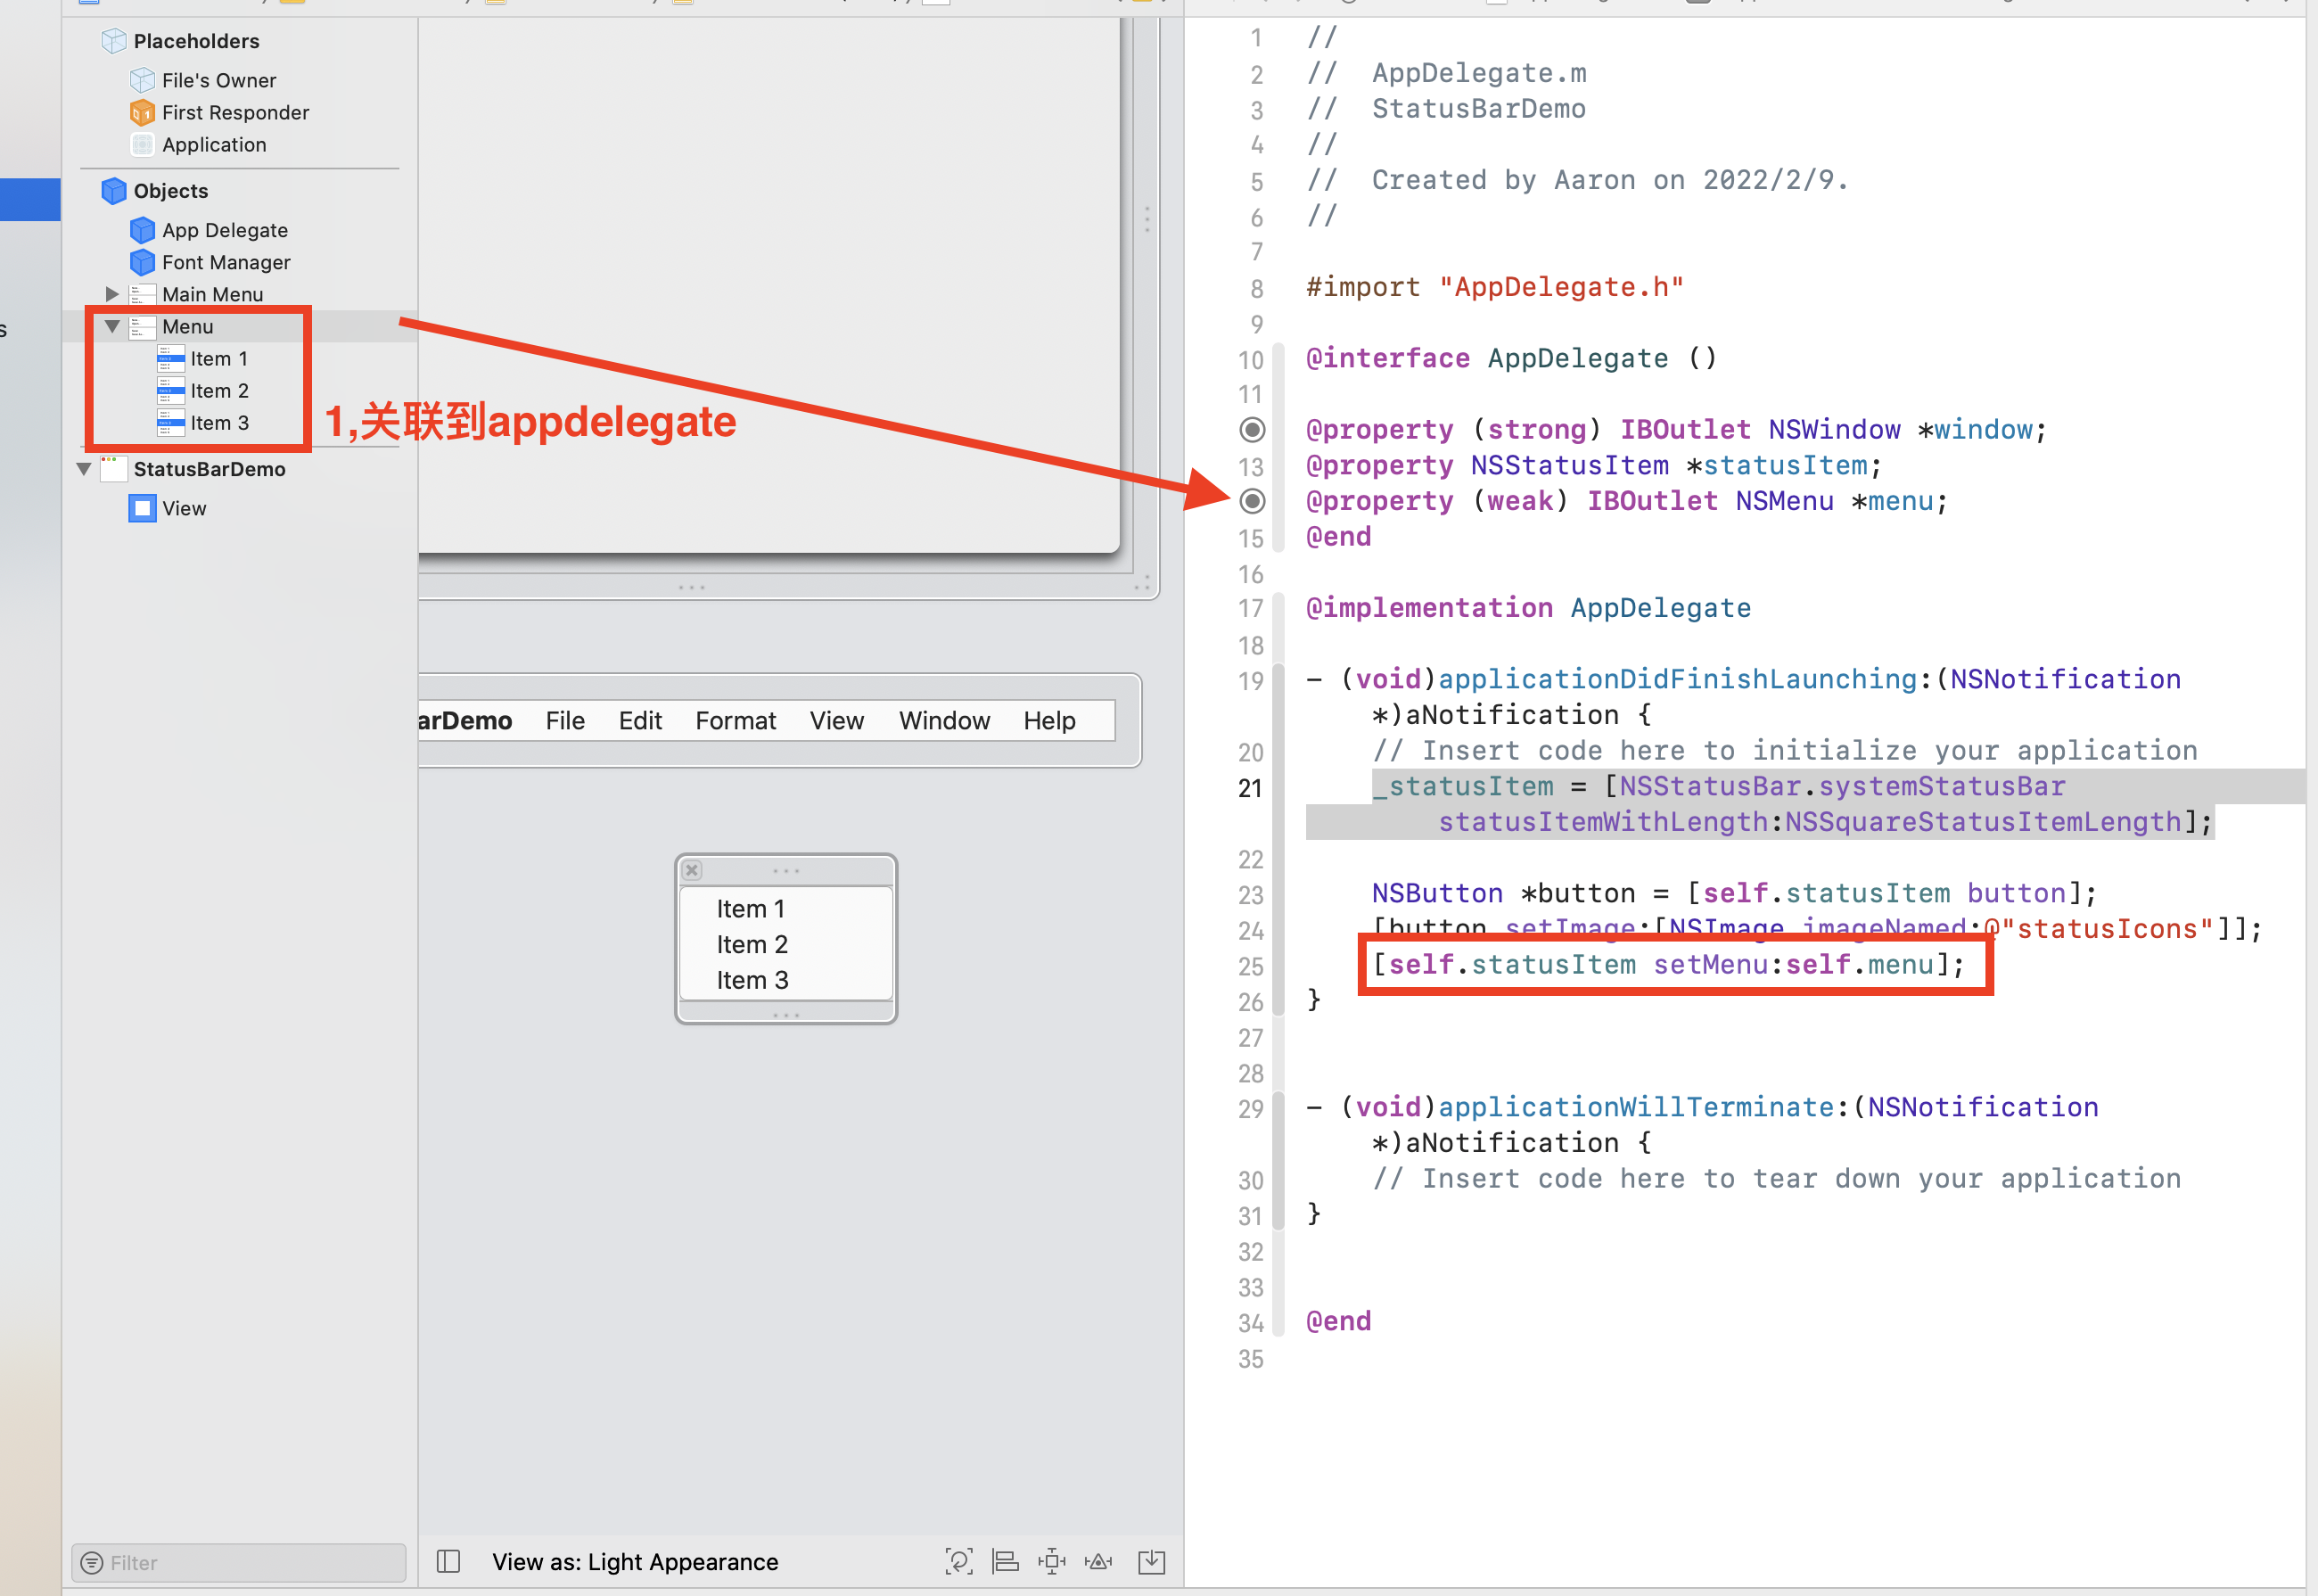 Placeholders
File's Owner
First Responder
Application
Objects
App Delegate
Font Manager
Main Menu
Menu
Item 1
Item 2
Item 3
StatusBarDemo
View
Filter
s
1,关联到appdelegate
arDemo File Edit Format View Window Help
Item 1
Item 2
Item 3
View as: Light Appearance
1 //
2 //  AppDelegate.m
3 //  StatusBarDemo
4 //
5 //  Created by Aaron on 2022/2/9.
6 //
7
8 #import "AppDelegate.h"
9
10 @interface AppDelegate ()
11
@property (strong) IBOutlet NSWindow *window;
13 @property NSStatusItem *statusItem;
@property (weak) IBOutlet NSMenu *menu;
15 @end
16
17 @implementation AppDelegate
18
19 - (void)applicationDidFinishLaunching:(NSNotification
*)aNotification {
20 // Insert code here to initialize your application
21 _statusItem = [NSStatusBar.systemStatusBar
statusItemWithLength:NSSquareStatusItemLength];
22
23 NSButton *button = [self.statusItem button];
24 [button setImage:[NSImage imageNamed:@"statusIcons"]];
25 [self.statusItem setMenu:self.menu];
26 }
27
28
29 - (void)applicationWillTerminate:(NSNotification
*)aNotification {
30 // Insert code here to tear down your application
31 }
32
33
34 @end
35